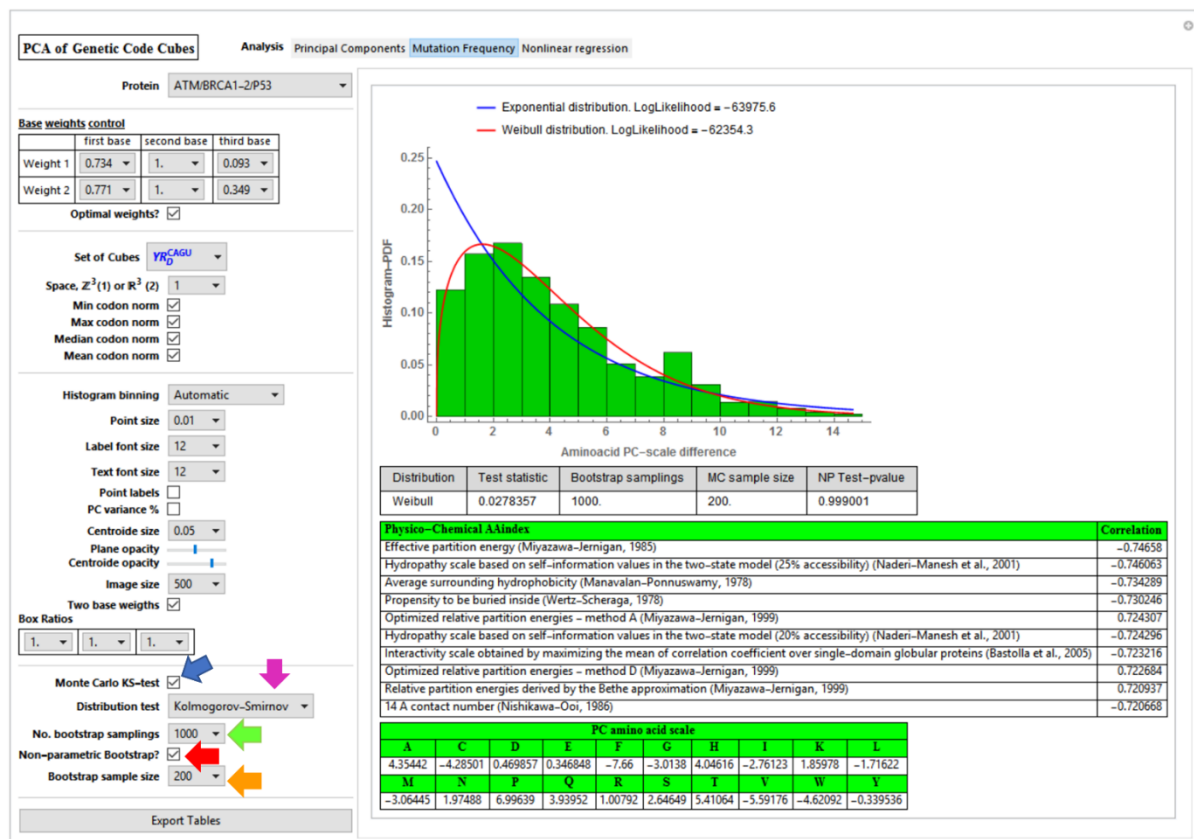 PCA of Genetic Code Cubes
Analysis Principal Components Mutation Frequency Nonlinear regression
Protein ATM/BRCA1-2/P53
Base weights control
first base second base third base
Weight 1 0.734 1. 0.093
Weight 2 0.771 1. 0.349
Optimal weights?
Set of Cubes YR_D^CAGU
Space, ℤ³(1) or ℝ³ (2) 1
Min codon norm
Max codon norm
Median codon norm
Mean codon norm
Histogram binning Automatic
Point size 0.01
Label font size 12
Text font size 12
Point labels
PC variance %
Centroide size 0.05
Plane opacity
Centroide opacity
Image size 500
Two base weigths
Box Ratios
1. 1. 1.
Monte Carlo KS-test
Distribution test Kolmogorov-Smirnov
No. bootstrap samplings 1000
Non-parametric Bootstrap?
Bootstrap sample size 200
Export Tables
Exponential distribution. LogLikelihood = -63975.6
Weibull distribution. LogLikelihood = -62354.3
Histogram-PDF
0.25
0.20
0.15
0.10
0.05
0.00
0 2 4 6 8 10 12 14
Aminoacid PC-scale difference
Distribution Test statistic Bootstrap samplings MC sample size NP Test-pvalue
Weibull 0.0278357 1000. 200. 0.999001
Physico-Chemical AAindex Correlation
Effective partition energy (Miyazawa-Jernigan, 1985) -0.74658
Hydropathy scale based on self-information values in the two-state model (25% accessibility) (Naderi-Manesh et al., 2001) -0.746063
Average surrounding hydrophobicity (Manavalan-Ponnuswamy, 1978) -0.734289
Propensity to be buried inside (Wertz-Scheraga, 1978) -0.730246
Optimized relative partition energies - method A (Miyazawa-Jernigan, 1999) 0.724307
Hydropathy scale based on self-information values in the two-state model (20% accessibility) (Naderi-Manesh et al., 2001) -0.724296
Interactivity scale obtained by maximizing the mean of correlation coefficient over single-domain globular proteins (Bastolla et al., 2005) -0.723216
Optimized relative partition energies - method D (Miyazawa-Jernigan, 1999) 0.722684
Relative partition energies derived by the Bethe approximation (Miyazawa-Jernigan, 1999) 0.720937
14 A contact number (Nishikawa-Ooi, 1986) -0.720668
PC amino acid scale
A C D E F G H I K L
4.35442 -4.28501 0.469857 0.346848 -7.66 -3.0138 4.04616 -2.76123 1.85978 -1.71622
M N P Q R S T V W Y
-3.06445 1.97488 6.99639 3.93952 1.00792 2.64649 5.41064 -5.59176 -4.62092 -0.339536